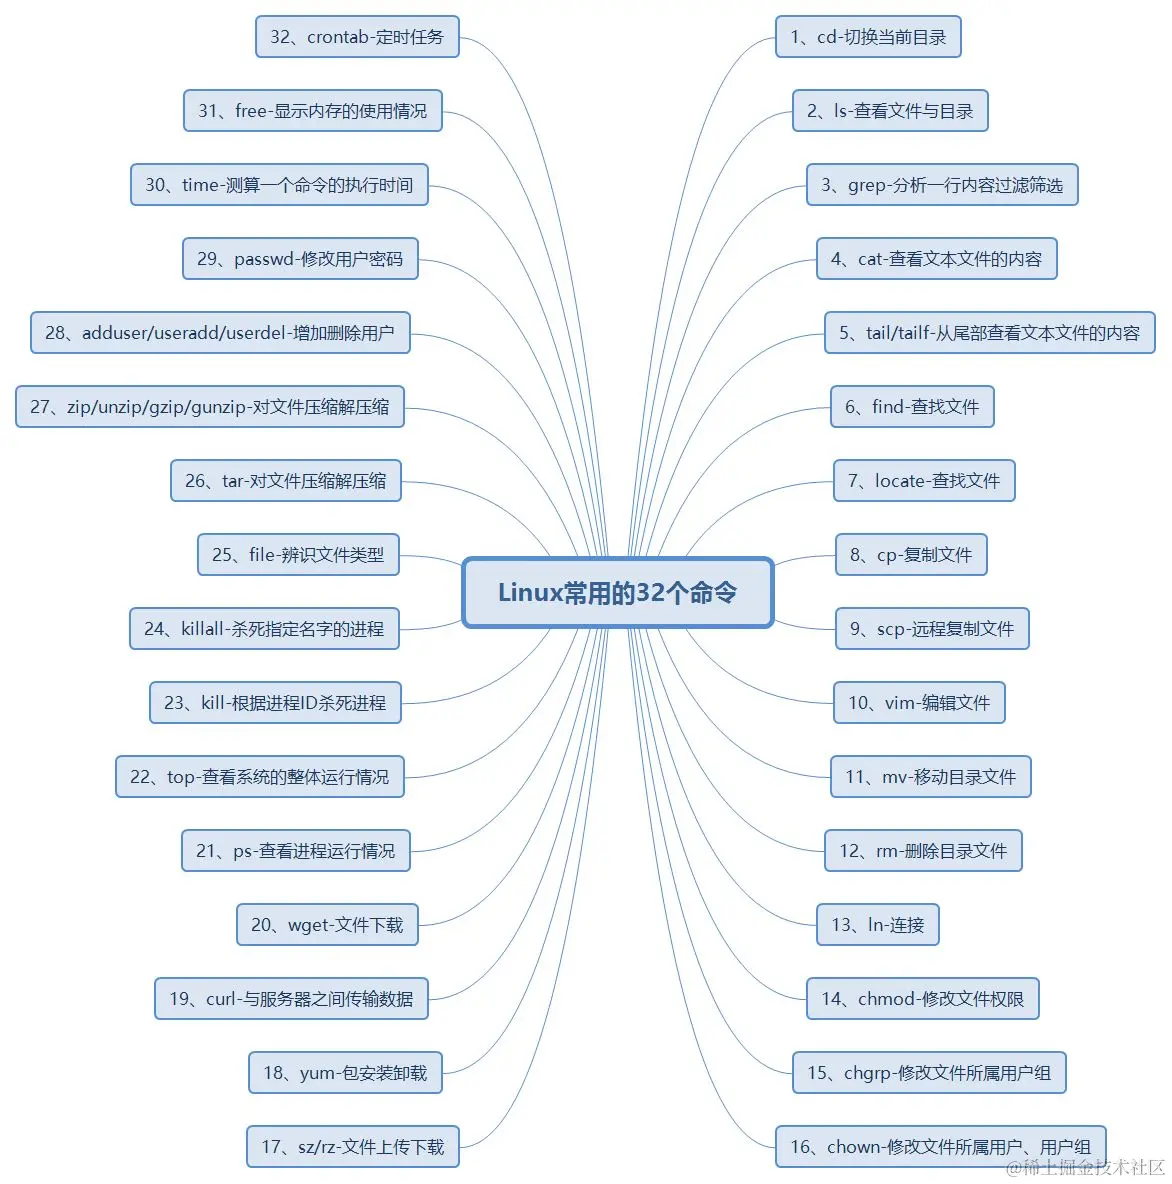 Linux常用的32个命令
1、cd-切换当前目录
2、ls-查看文件与目录
3、grep-分析一行内容过滤筛选
4、cat-查看文本文件的内容
5、tail/tailf-从尾部查看文本文件的内容
6、find-查找文件
7、locate-查找文件
8、cp-复制文件
9、scp-远程复制文件
10、vim-编辑文件
11、mv-移动目录文件
12、rm-删除目录文件
13、ln-连接
14、chmod-修改文件权限
15、chgrp-修改文件所属用户组
16、chown-修改文件所属用户、用户组
17、sz/rz-文件上传下载
18、yum-包安装卸载
19、curl-与服务器之间传输数据
20、wget-文件下载
21、ps-查看进程运行情况
22、top-查看系统的整体运行情况
23、kill-根据进程ID杀死进程
24、killall-杀死指定名字的进程
25、file-辨识文件类型
26、tar-对文件压缩解压缩
27、zip/unzip/gzip/gunzip-对文件压缩解压缩
28、adduser/useradd/userdel-增加删除用户
29、passwd-修改用户密码
30、time-测算一个命令的执行时间
31、free-显示内存的使用情况
32、crontab-定时任务
@稀土掘金技术社区